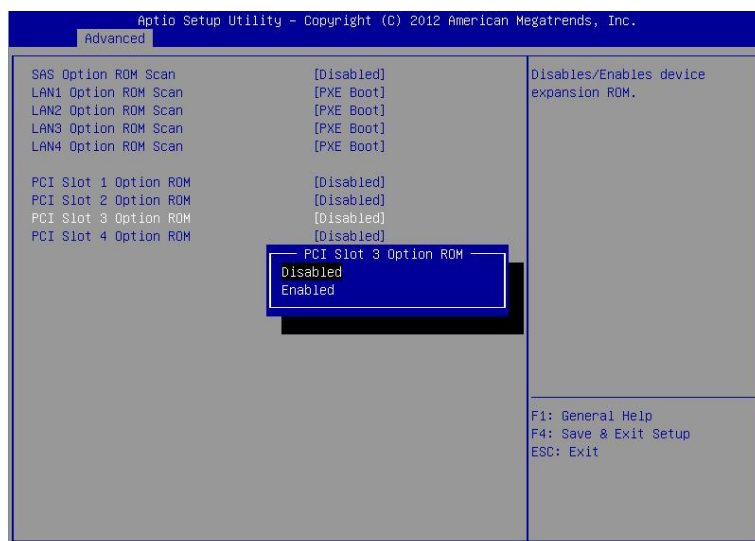 Aptio Setup Utility - Copyright (C) 2012 American Megatrends, Inc.
Advanced
SAS Option ROM Scan [Disabled]
LAN1 Option ROM Scan [PXE Boot]
LAN2 Option ROM Scan [PXE Boot]
LAN3 Option ROM Scan [PXE Boot]
LAN4 Option ROM Scan [PXE Boot]
PCI Slot 1 Option ROM [Disabled]
PCI Slot 2 Option ROM [Disabled]
PCI Slot 3 Option ROM [Disabled]
PCI Slot 4 Option ROM [Disabled]
PCI Slot 3 Option ROM
Disabled
Enabled
Disables/Enables device
expansion ROM.
F1: General Help
F4: Save & Exit Setup
ESC: Exit